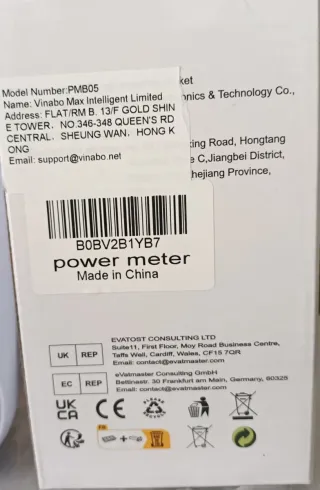 Model Number:PMB05
Name: Vinabo Max Intelligent Limited
Address: FLAT/RM B. 13/F GOLD SHIN
E TOWER, NO.346-348 QUEEN'S RD
CENTRAL, SHEUNG WAN, HONG K
ONG
Email: support@vinabo.net
ket
nics & Technology Co.,
ing Road, Hongtang
e C,Jiangbei District,
hejiang Province,
B0BV2B1YB7
power meter
Made in China
UK REP
EVATOST CONSULTING LTD
Suite11, First Floor, Moy Road Business Centre,
Taffs Well, Cardiff, Wales, CF15 7QR
Email: contact@evatmaster.com
EC REP
eVatmaster Consulting GmbH
Bettinastr. 30 Frankfurt am Main, Germany, 60325
Email: contact@evatmaster.com
UK
CA
CE
FR